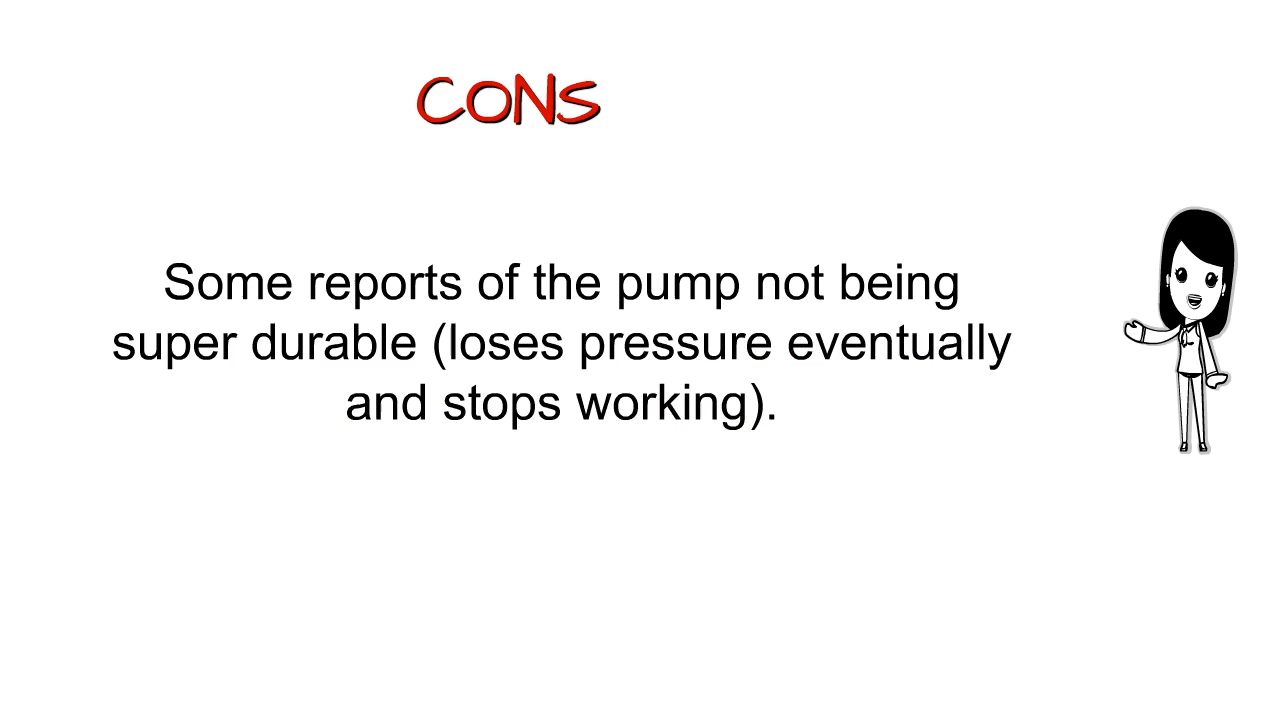 CONS
Some reports of the pump not being
super durable (loses pressure eventually
and stops working).